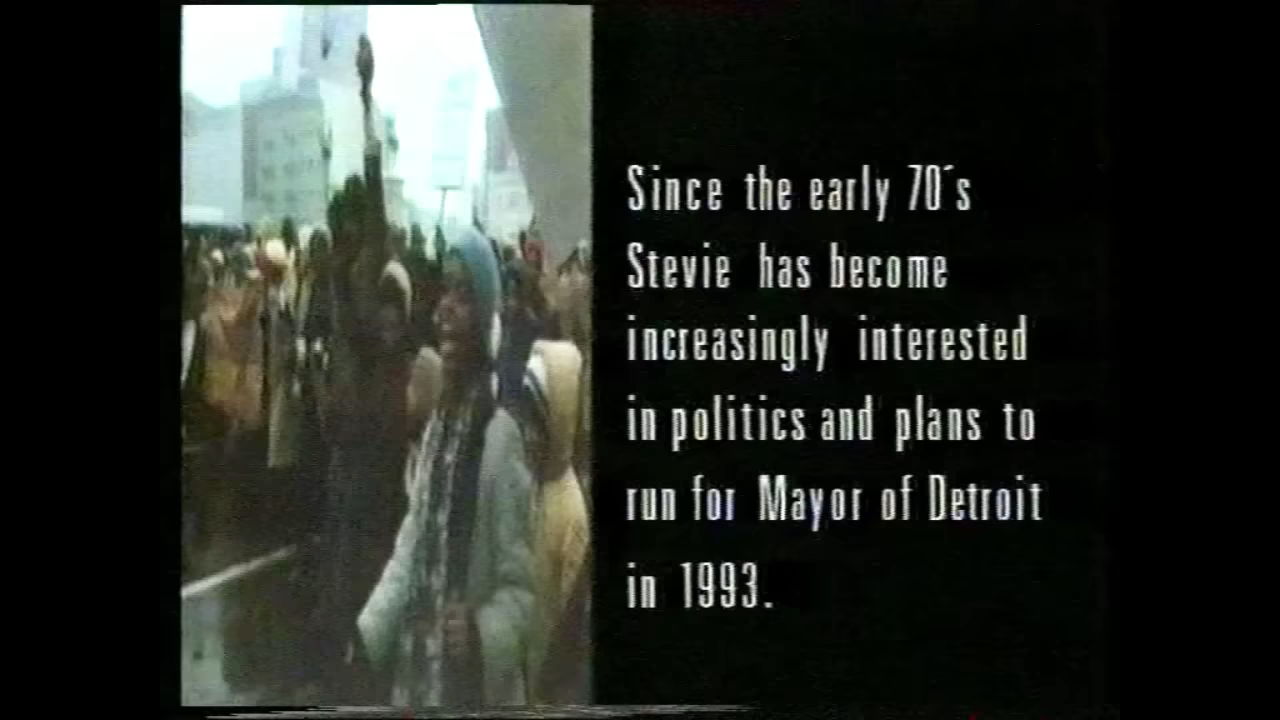 Since the early 70´s
Stevie has become
increasingly interested
in politics and plans to
run for Mayor of Detroit
in 1993.